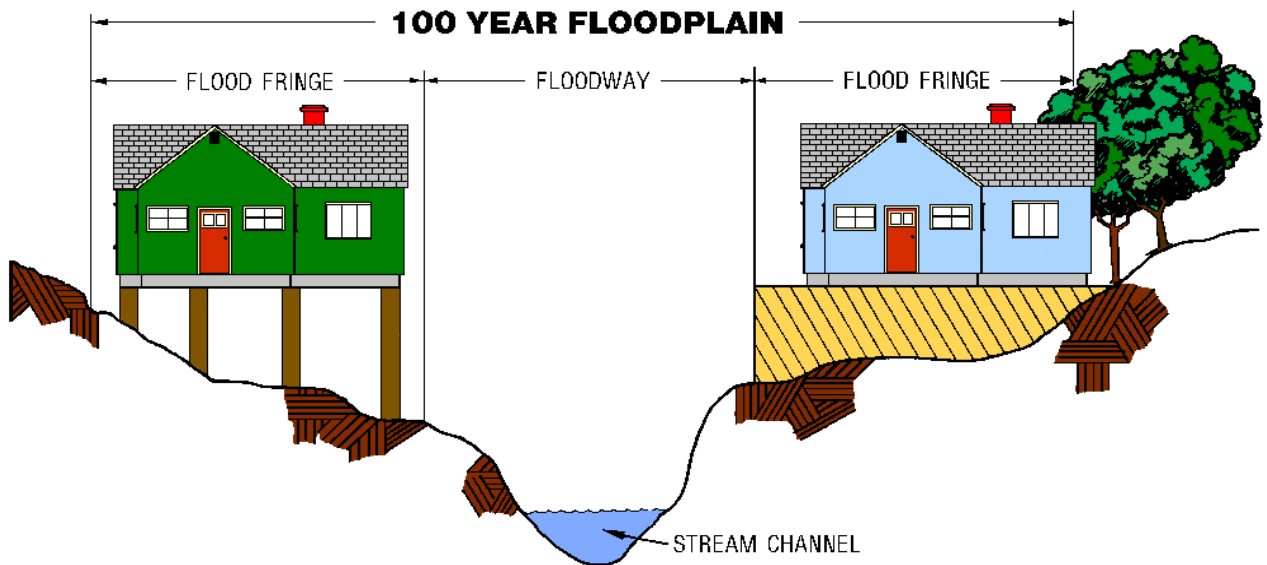 100 YEAR FLOODPLAIN
FLOOD FRINGE
FLOODWAY
FLOOD FRINGE
STREAM CHANNEL